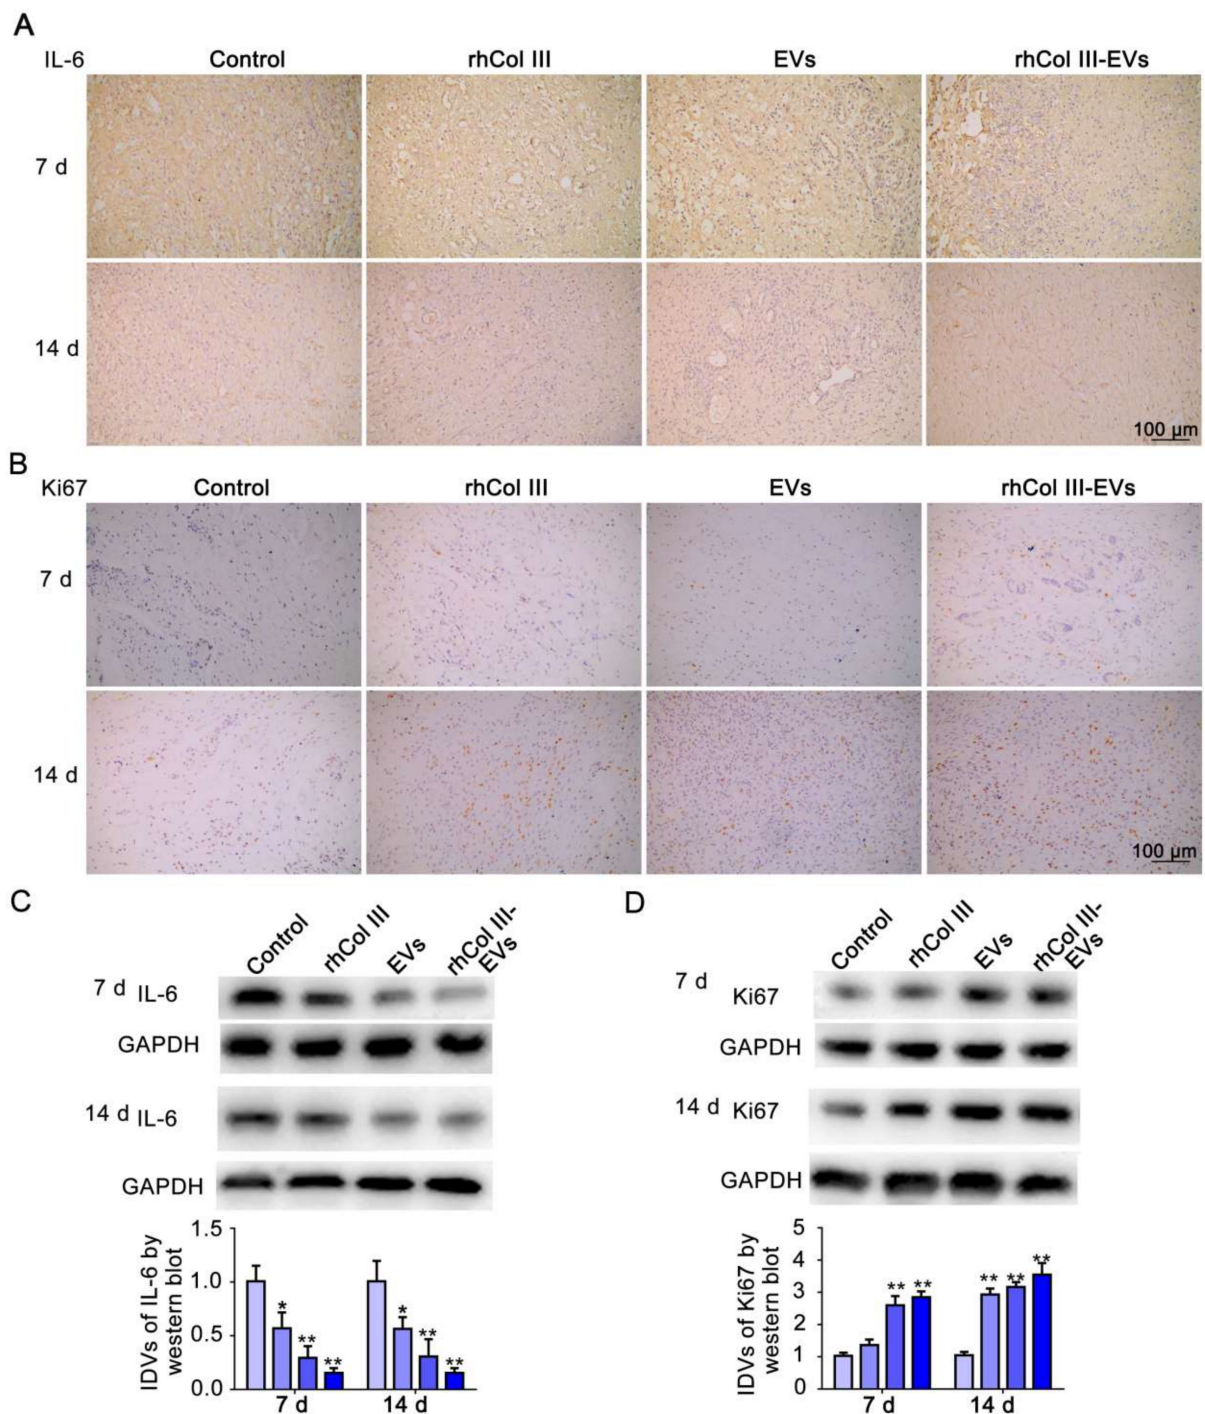 A
IL-6 Control rhCol III EVs rhCol III-EVs
7 d
14 d
100 μm
B
Ki67 Control rhCol III EVs rhCol III-EVs
7 d
14 d
100 μm
C
Control rhCol III EVs rhCol III-
EVs
7 d IL-6
GAPDH
14 d IL-6
GAPDH
IDVs of IL-6 by
western blot
1.5
1.0
0.5
0.0
* ** **
* ** **
7 d 14 d
D
Control rhCol III EVs rhCol III-
EVs
7 d Ki67
GAPDH
14 d Ki67
GAPDH
IDVs of Ki67 by
western blot
5
4
3
2
1
0
** **
** ** **
7 d 14 d